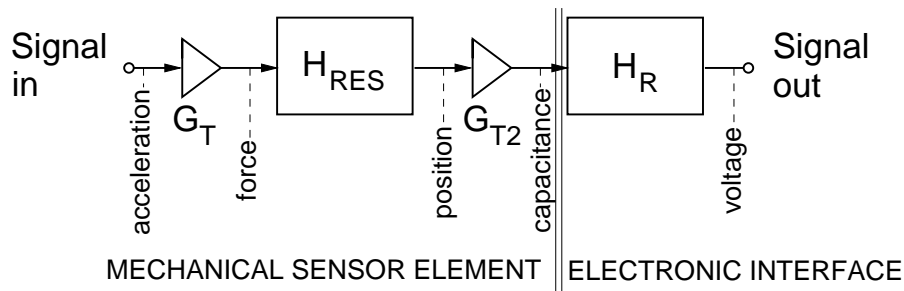 Signal
in
G_T
H_RES
G_T2
H_R
Signal
out
acceleration
force
position
capacitance
voltage
MECHANICAL SENSOR ELEMENT
ELECTRONIC INTERFACE